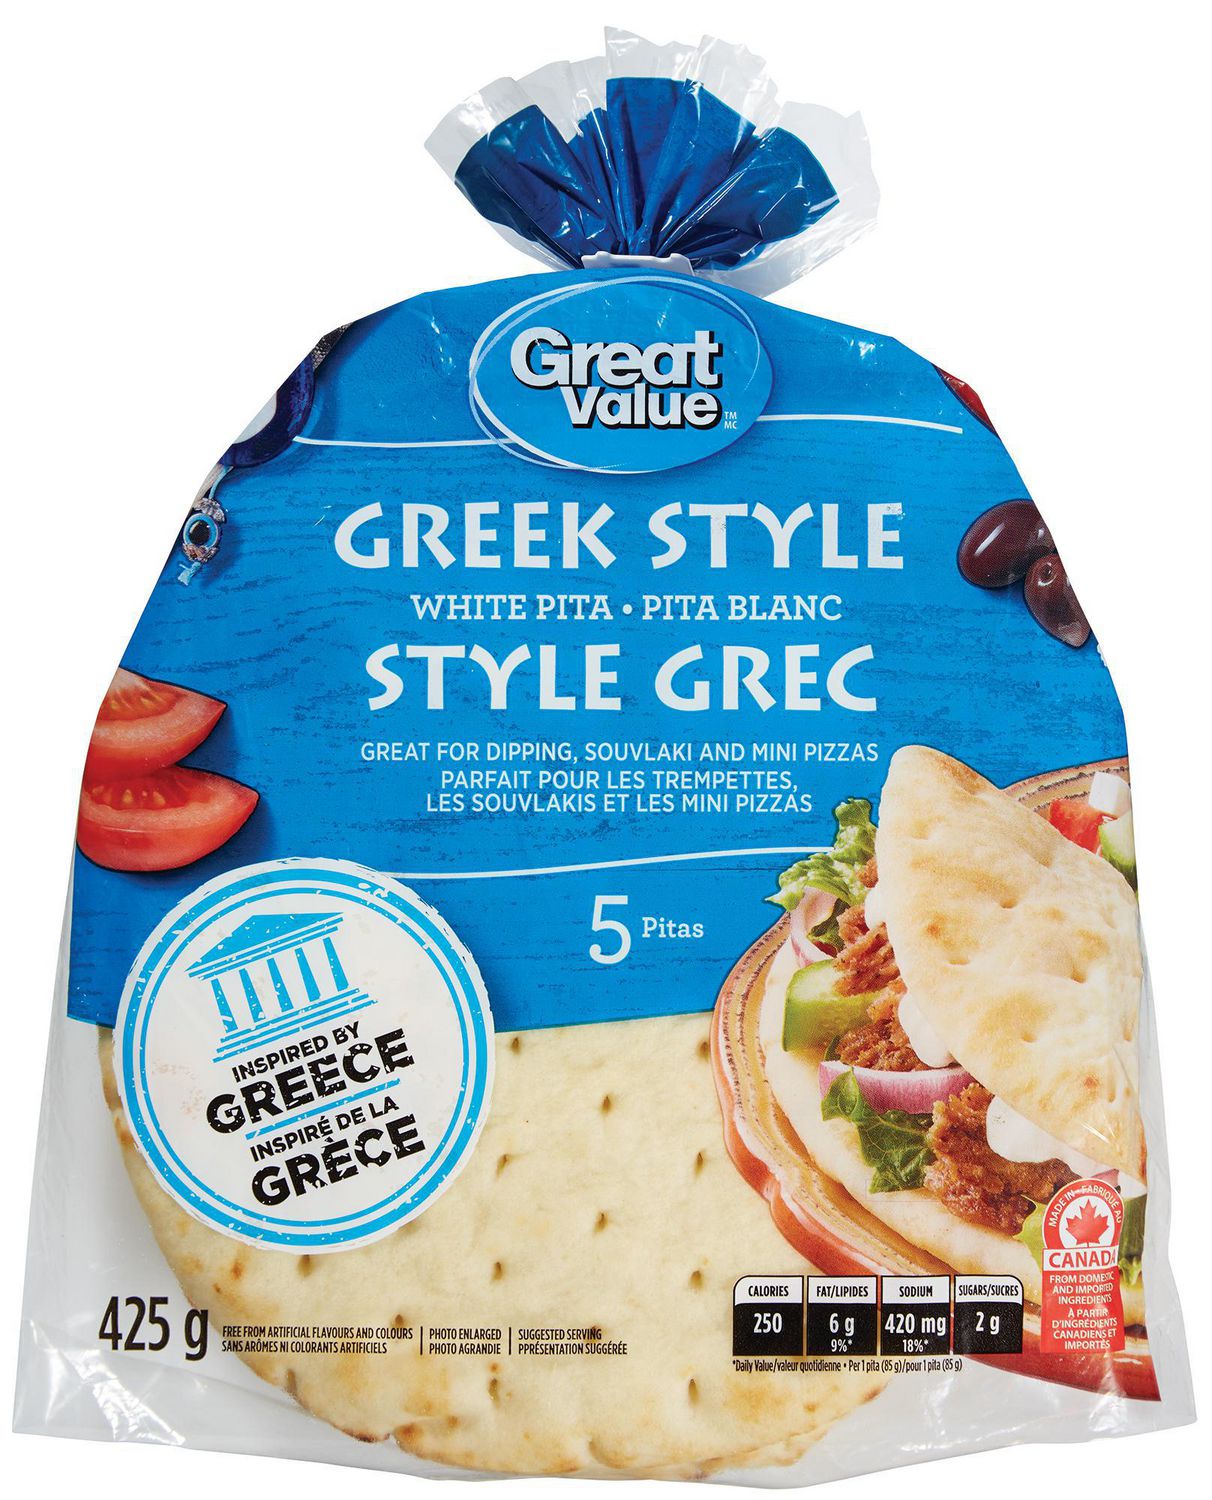 Great
Value
TM
MC
GREEK STYLE
WHITE PITA • PITA BLANC
STYLE GREC
GREAT FOR DIPPING, SOUVLAKI AND MINI PIZZAS
PARFAIT POUR LES TREMPETTES,
LES SOUVLAKIS ET LES MINI PIZZAS
5 Pitas
INSPIRED BY
GREECE
INSPIRÉ DE LA
GRÈCE
MADE IN - FABRIQUÉ AU
CANADA
FROM DOMESTIC
AND IMPORTED
INGREDIENTS
À PARTIR
D'INGRÉDIENTS
CANADIENS ET
IMPORTÉS
425 g
FREE FROM ARTIFICIAL FLAVOURS AND COLOURS
SANS ARÔMES NI COLORANTS ARTIFICIELS
PHOTO ENLARGED
PHOTO AGRANDIE
SUGGESTED SERVING
PPRÉSENTATION SUGGÉRÉE
CALORIES
250
FAT/LIPIDES
6 g
9%*
SODIUM
420 mg
18%*
SUGARS/SUCRES
2 g
*Daily Value/valeur quotidienne • Per 1 pita (85 g)/pour 1 pita (85 g)